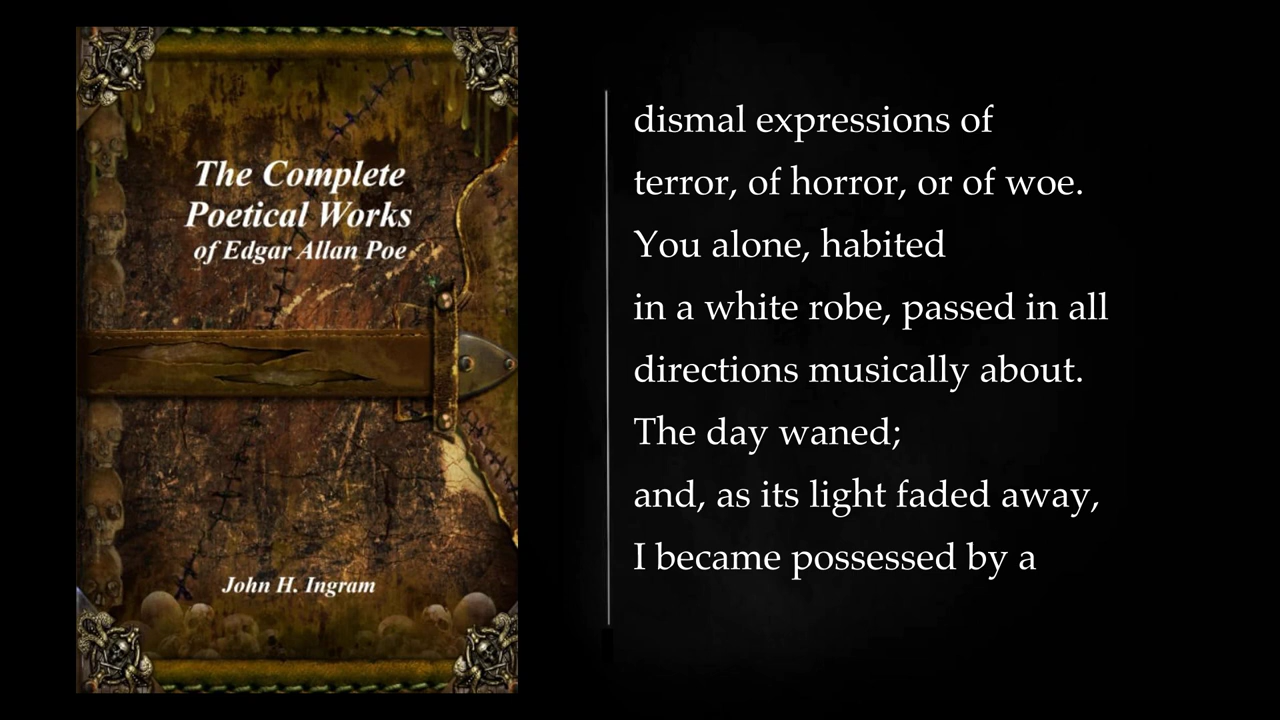 The Complete
Poetical Works
of Edgar Allan Poe
John H. Ingram
dismal expressions of
terror, of horror, or of woe.
You alone, habited
in a white robe, passed in all
directions musically about.
The day waned;
and, as its light faded away,
I became possessed by a